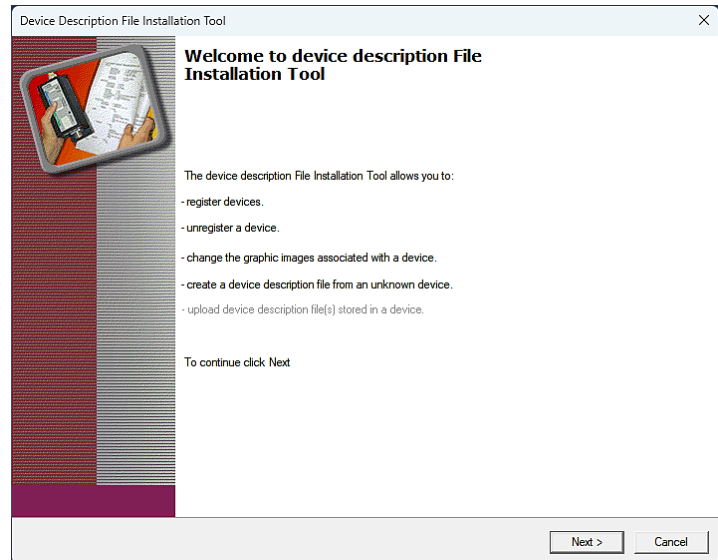 Device Description File Installation Tool
Welcome to device description File
Installation Tool
The device description File Installation Tool allows you to:
- register devices.
- unregister a device.
- change the graphic images associated with a device.
- create a device description file from an unknown device.
- upload device description file(s) stored in a device.
To continue click Next
Next >
Cancel